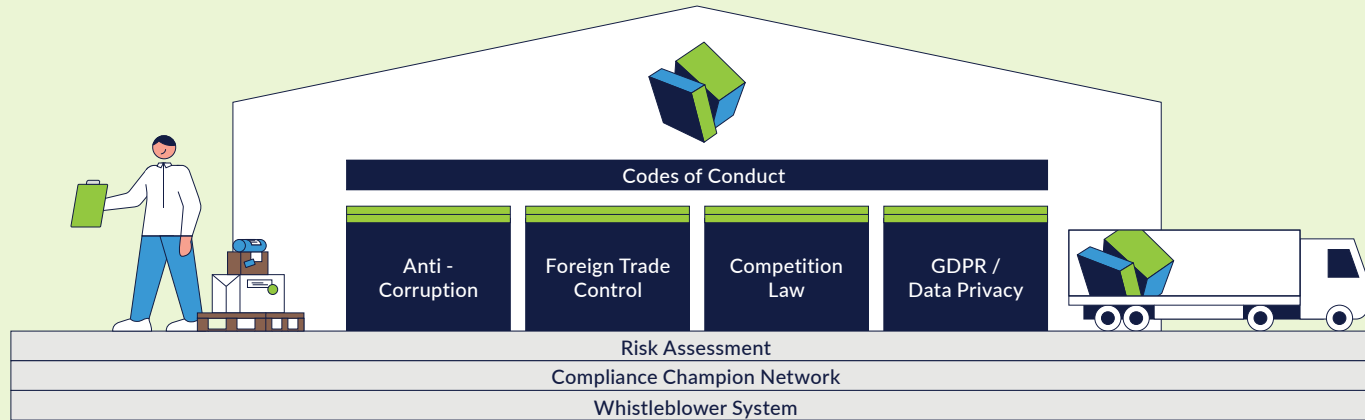 Codes of Conduct
Anti -
Corruption
Foreign Trade
Control
Competition
Law
GDPR /
Data Privacy
Risk Assessment
Compliance Champion Network
Whistleblower System